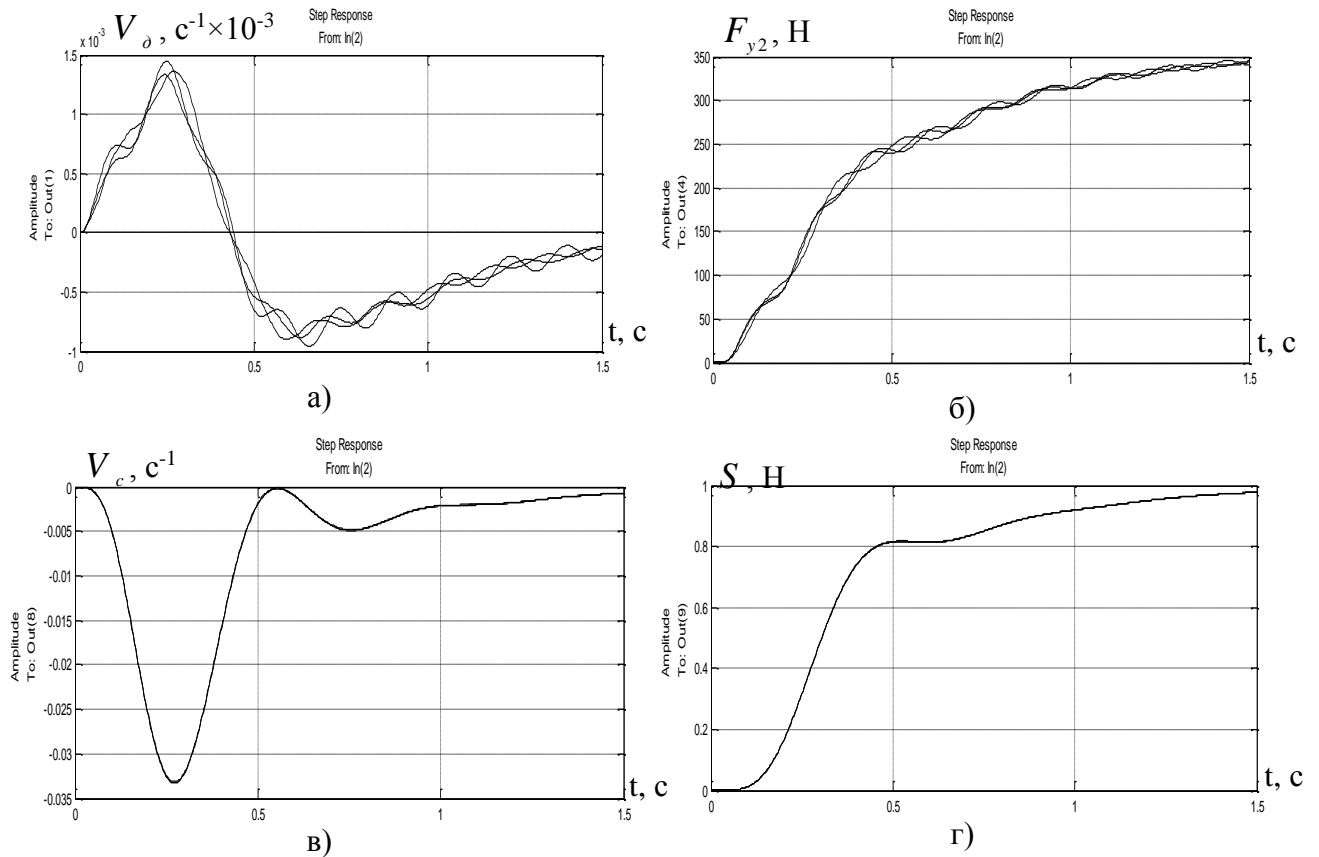 Step Response
From: In(2)
x 10⁻³
V д , с⁻¹×10⁻³
1.5
1
0.5
0
-0.5
-1
Amplitude
To: Out(1)
0
0.5
1
1.5
t, с
а)
Step Response
From: In(2)
F у2 , Н
350
300
250
200
150
100
50
0
Amplitude
To: Out(4)
0
0.5
1
1.5
t, с
б)
Step Response
From: In(2)
V с , с⁻¹
0
-0.005
-0.01
-0.015
-0.02
-0.025
-0.03
-0.035
Amplitude
To: Out(8)
0
0.5
1
1.5
t, с
в)
Step Response
From: In(2)
S , Н
1
0.8
0.6
0.4
0.2
0
Amplitude
To: Out(9)
0
0.5
1
1.5
t, с
г)